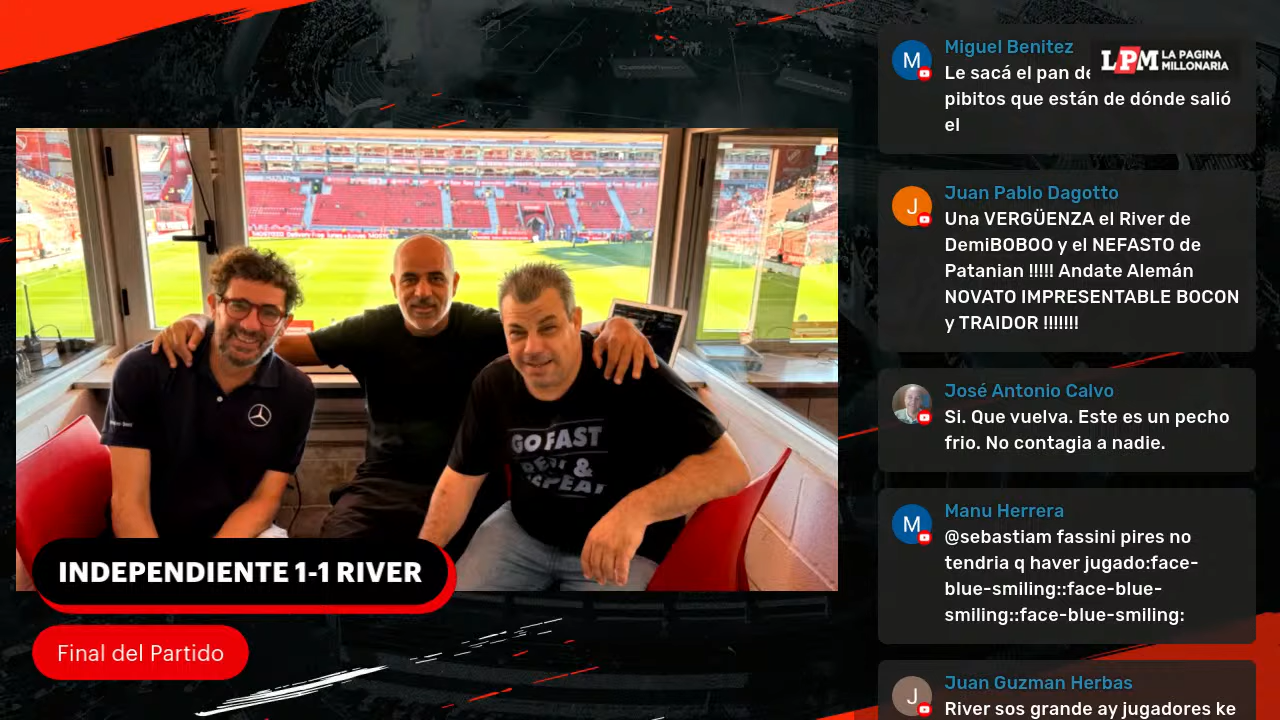 GO FAST
INDEPENDIENTE 1-1 RIVER
Final del Partido
LPM LA PAGINA
MILLONARIA
Miguel Benitez
Le sacá el pan de
pibitos que están de dónde salió
el
Juan Pablo Dagotto
Una VERGÜENZA el River de
DemiBOBOO y el NEFASTO de
Patanian !!!!! Andate Alemán
NOVATO IMPRESENTABLE BOCON
y TRAIDOR !!!!!!!
José Antonio Calvo
Si. Que vuelva. Este es un pecho
frio. No contagia a nadie.
Manu Herrera
@sebastiam fassini pires no
tendria q haver jugado:face-
blue-smiling::face-blue-
smiling::face-blue-smiling:
Juan Guzman Herbas
River sos grande ay jugadores ke